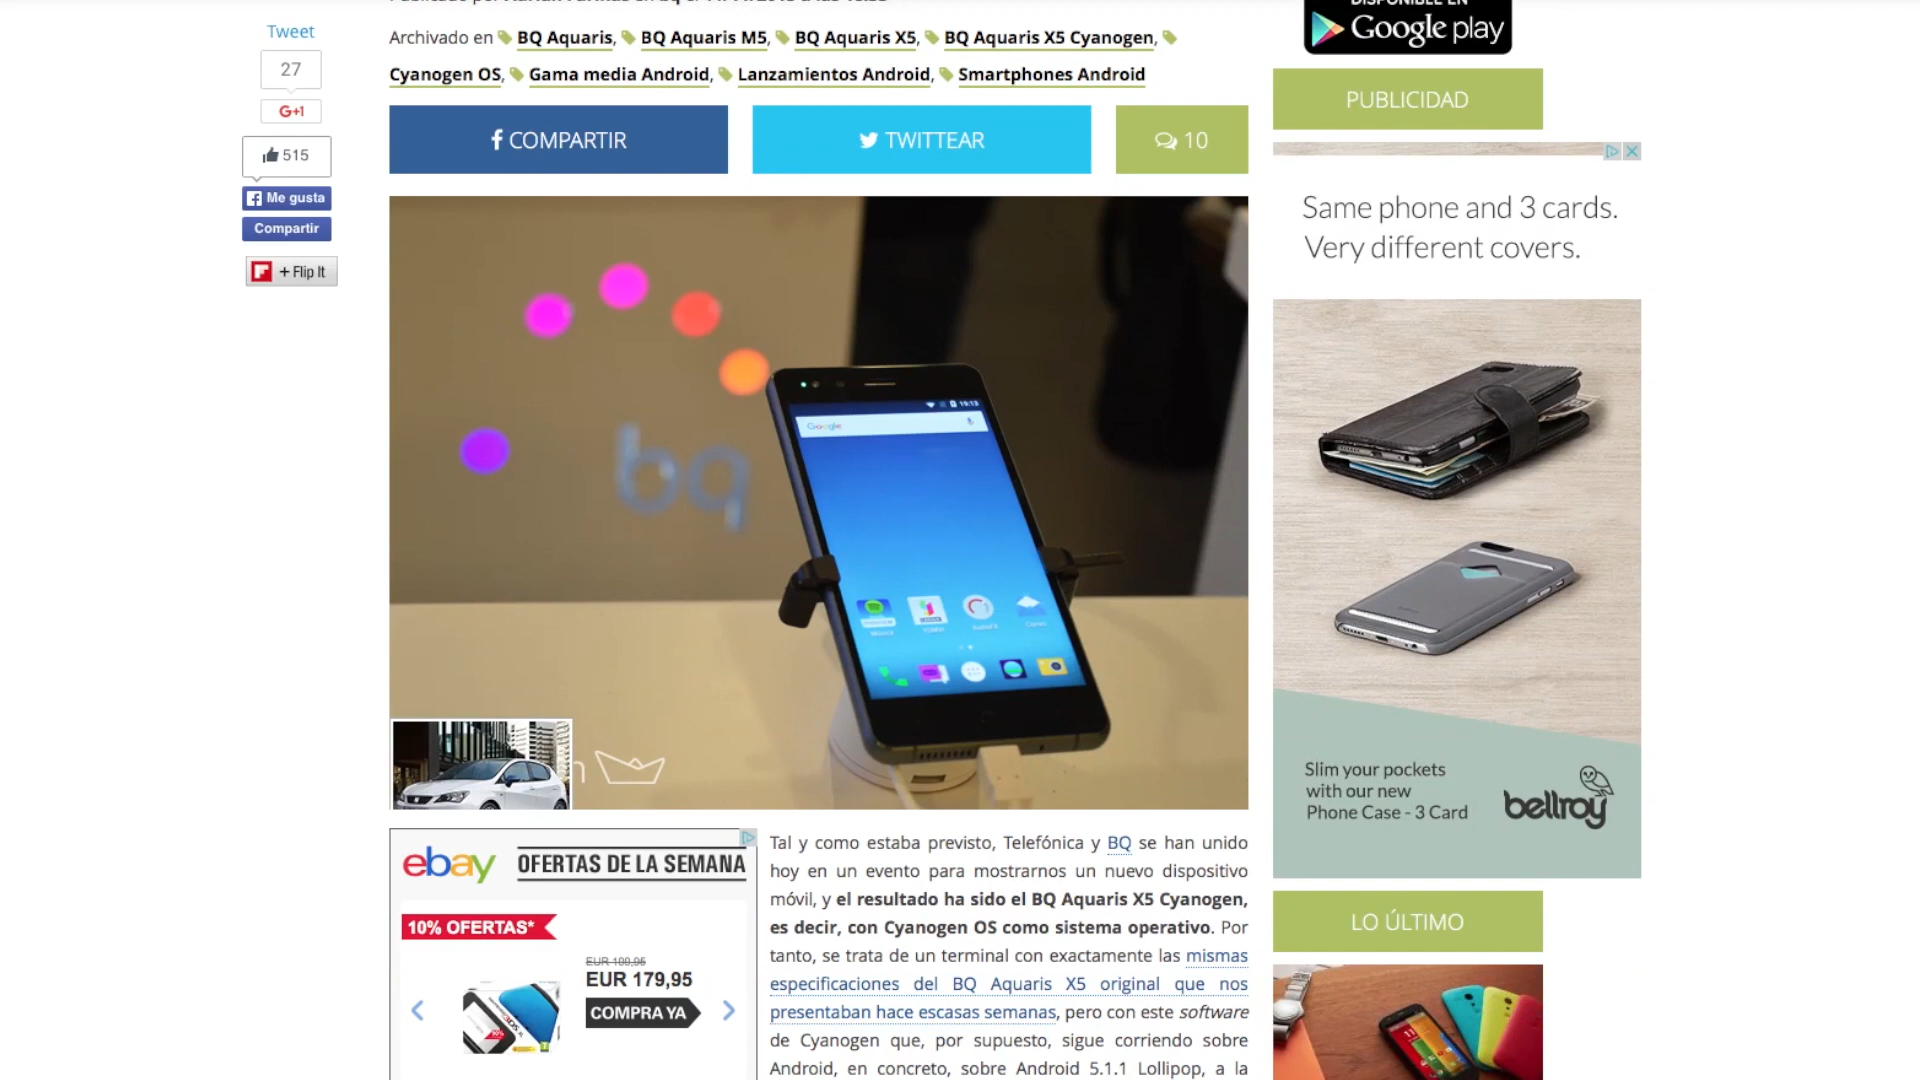 Tweet
27
G+1
515
Me gusta
Compartir
+ Flip It
Archivado en BQ Aquaris, BQ Aquaris M5, BQ Aquaris X5, BQ Aquaris X5 Cyanogen,
Cyanogen OS, Gama media Android, Lanzamientos Android, Smartphones Android
COMPARTIR
TWITTEAR
10
bq
19:13
Google
ebay OFERTAS DE LA SEMANA
10% OFERTAS*
EUR 179,95
COMPRA YA
Tal y como estaba previsto, Telefónica y BQ se han unido
hoy en un evento para mostrarnos un nuevo dispositivo
móvil, y el resultado ha sido el BQ Aquaris X5 Cyanogen,
es decir, con Cyanogen OS como sistema operativo. Por
tanto, se trata de un terminal con exactamente las mismas
especificaciones del BQ Aquaris X5 original que nos
presentaban hace escasas semanas, pero con este software
de Cyanogen que, por supuesto, sigue corriendo sobre
Android, en concreto, sobre Android 5.1.1 Lollipop, a la
DISPONIBLE EN
Google play
PUBLICIDAD
Same phone and 3 cards.
Very different covers.
Slim your pockets
with our new
Phone Case - 3 Card
bellroy
LO ÚLTIMO